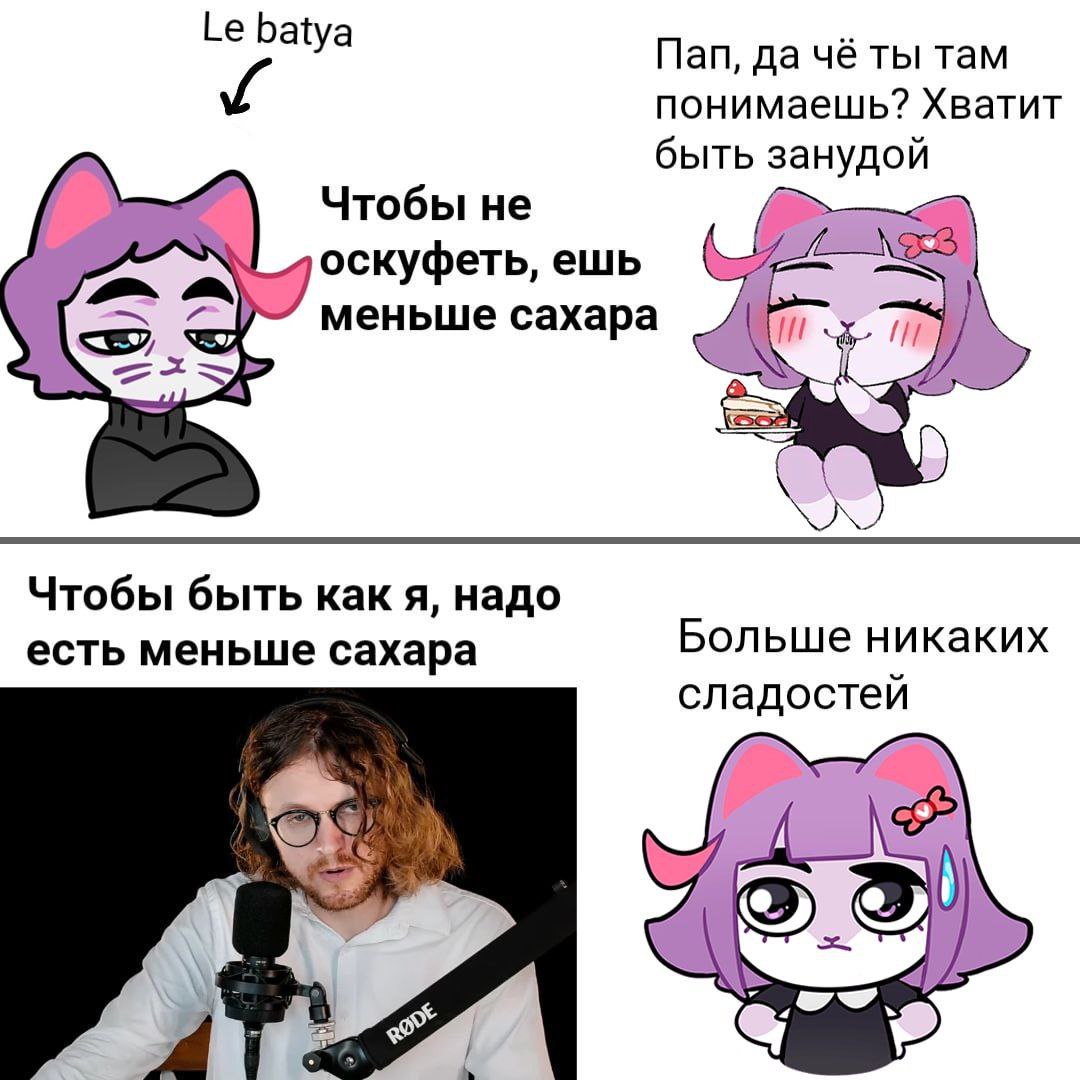 Le batya
Пап, да чё ты там
понимаешь? Хватит
быть занудой
Чтобы не
оскуфеть, ешь
меньше сахара
Чтобы быть как я, надо
есть меньше сахара
Больше никаких
сладостей
RØDE